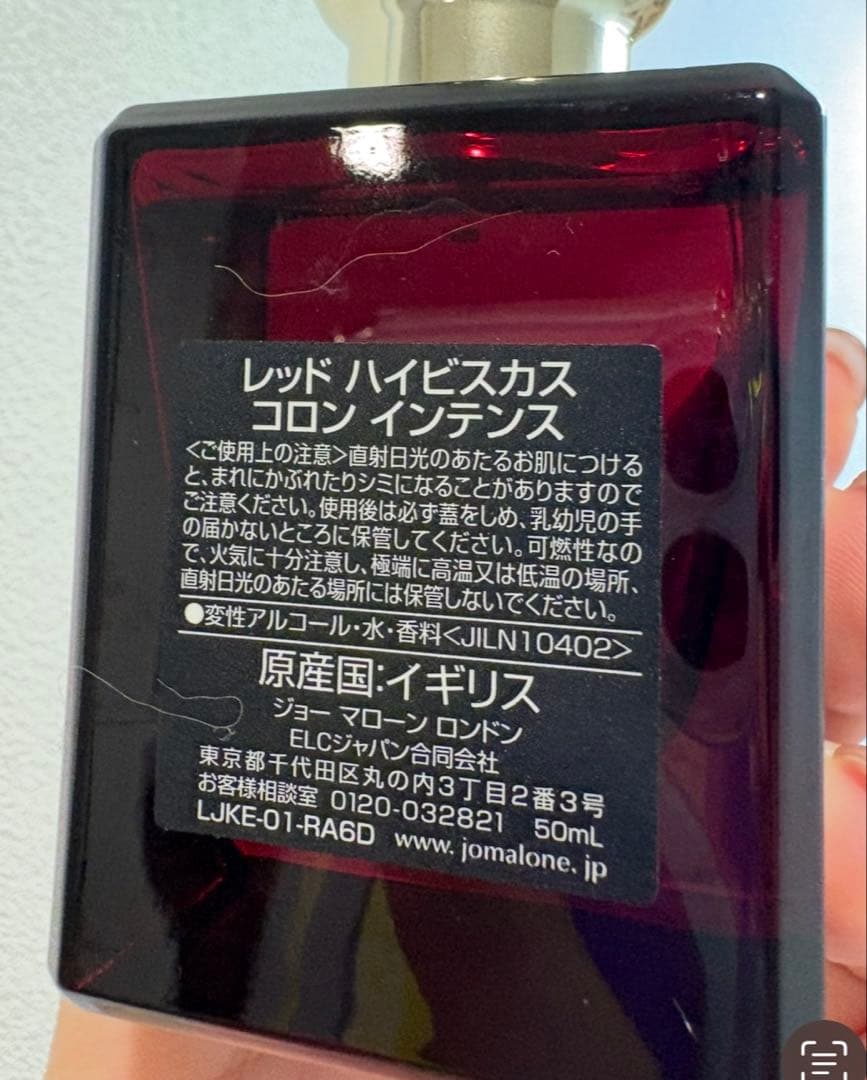 レッド ハイビスカス
コロン インテンス
<ご使用上の注意>直射日光のあたるお肌につける
と、まれにかぶれたりシミになることがありますので
ご注意ください。使用後は必ず蓋をしめ、乳幼児の手
の届かないところに保管してください。可燃性なの
で、火気に十分注意し、極端に高温又は低温の場所、
直射日光のあたる場所には保管しないでください。
●変性アルコール・水・香料<JILN10402>
原産国:イギリス
ジョー マローン ロンドン
ELCジャパン合同会社
東京都千代田区丸の内3丁目2番3号
お客様相談室 0120-032821 50mL
LJKE-01-RA6D www.jomalone.jp